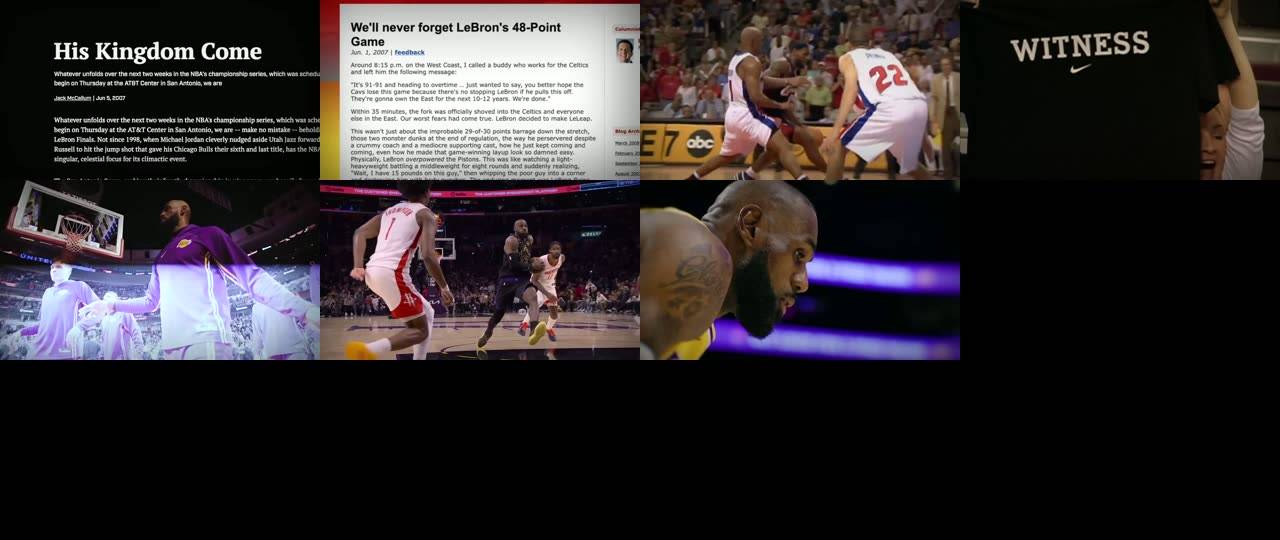 His Kingdom Come
Whatever unfolds over the next two weeks in the NBA's championship series, which was schedu
begin on Thursday at the AT&T Center in San Antonio, we are
Jack McCallum | Jun 5, 2007
Whatever unfolds over the next two weeks in the NBA's championship series, which was sche
begin on Thursday at the AT&T Center in San Antonio, we are -- make no mistake -- behold
LeBron Finals. Not since 1998, when Michael Jordan cleverly nudged aside Utah Jazz forward
Russell to hit the jump shot that gave his Chicago Bulls their sixth and last title, has the NBA
singular, celestial focus for its climactic event.
We'll never forget LeBron's 48-Point
Game
Jun. 1, 2007 | feedback
Around 8:15 p.m. on the West Coast, I called a buddy who works for the Celtics
and left him the following message:
"It's 91-91 and heading to overtime ... just wanted to say, you better hope the
Cavs lose this game because there's no stopping LeBron if he pulls this off.
They're gonna own the East for the next 10-12 years. We're done."
Within 35 minutes, the fork was officially shoved into the Celtics and everyone
else in the East. Our worst fears had come true. LeBron decided to make LeLeap.
This wasn't just about the improbable 29-of-30 points barrage down the stretch,
those two monster dunks at the end of regulation, the way he persevered despite
a crummy coach and a mediocre supporting cast, how he just kept coming and
coming, even how he made that game-winning layup look so damned easy.
Physically, LeBron overpowered the Pistons. This was like watching a light-
heavyweight battling a middleweight for eight rounds and suddenly realizing,
"Wait, I have 15 pounds on this guy," then whipping the poor guy into a corner
Blog Arch
March 2008
22
E 7 abc
WITNESS
UNITED
THOMPSON
1